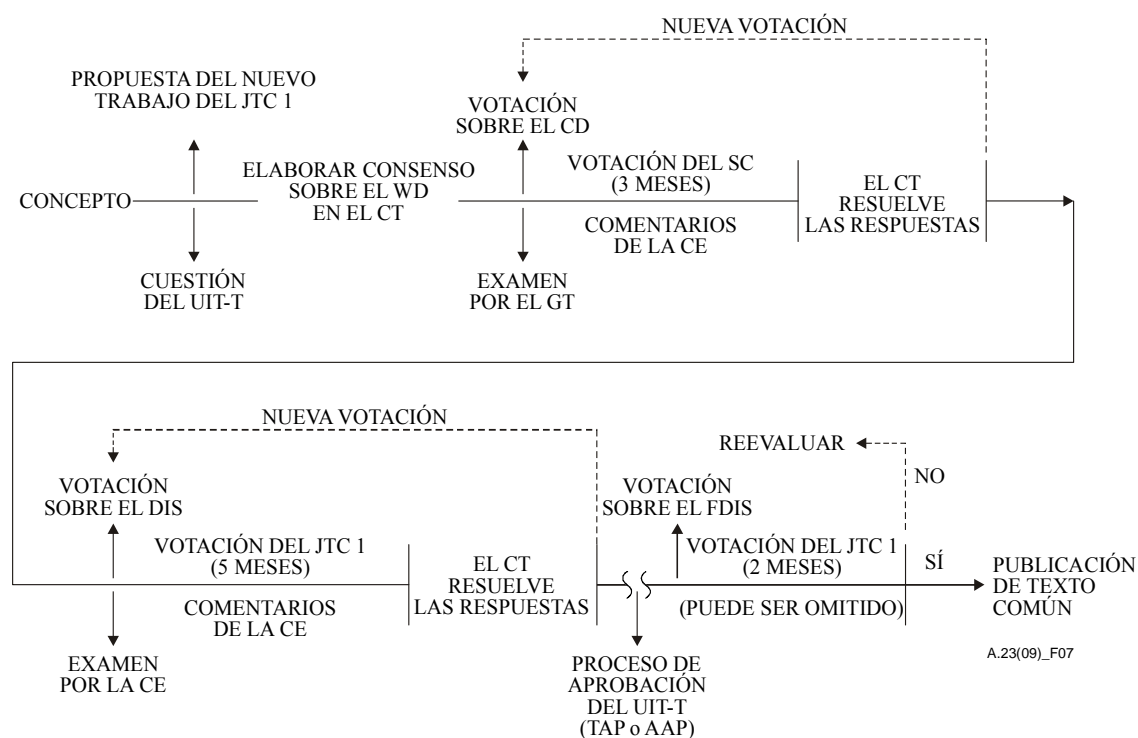 NUEVA VOTACIÓN
PROPUESTA DEL NUEVO
TRABAJO DEL JTC 1
VOTACIÓN
SOBRE EL CD
CONCEPTO
ELABORAR CONSENSO
SOBRE EL WD
EN EL CT
VOTACIÓN DEL SC
(3 MESES)
COMENTARIOS
DE LA CE
EL CT
RESUELVE
LAS RESPUESTAS
CUESTIÓN
DEL UIT-T
EXAMEN
POR EL GT
NUEVA VOTACIÓN
REEVALUAR
NO
VOTACIÓN
SOBRE EL DIS
VOTACIÓN
SOBRE EL FDIS
VOTACIÓN DEL JTC 1
(5 MESES)
COMENTARIOS
DE LA CE
EL CT
RESUELVE
LAS RESPUESTAS
VOTACIÓN DEL JTC 1
(2 MESES)
(PUEDE SER OMITIDO)
SÍ
PUBLICACIÓN
DE TEXTO
COMÚN
EXAMEN
POR LA CE
PROCESO DE
APROBACIÓN
DEL UIT-T
(TAP o AAP)
A.23(09)_F07